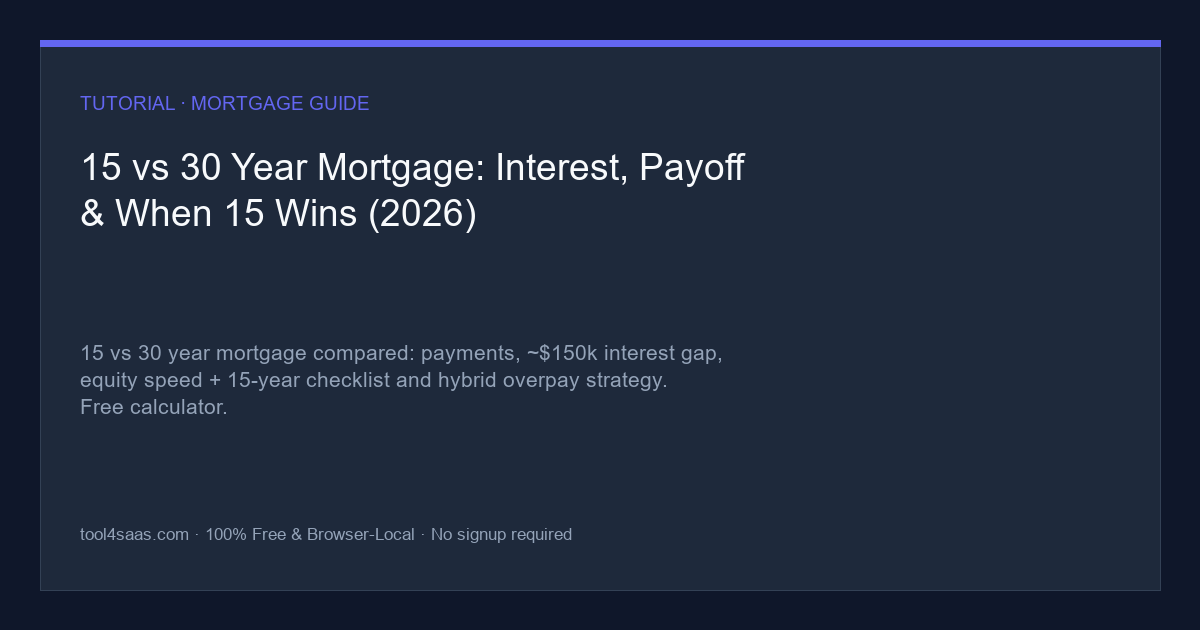 TUTORIAL · MORTGAGE GUIDE
15 vs 30 Year Mortgage: Interest, Payoff
& When 15 Wins (2026)
15 vs 30 year mortgage compared: payments, ~$150k interest gap,
equity speed + 15-year checklist and hybrid overpay strategy.
Free calculator.
tool4saas.com · 100% Free & Browser-Local · No signup required